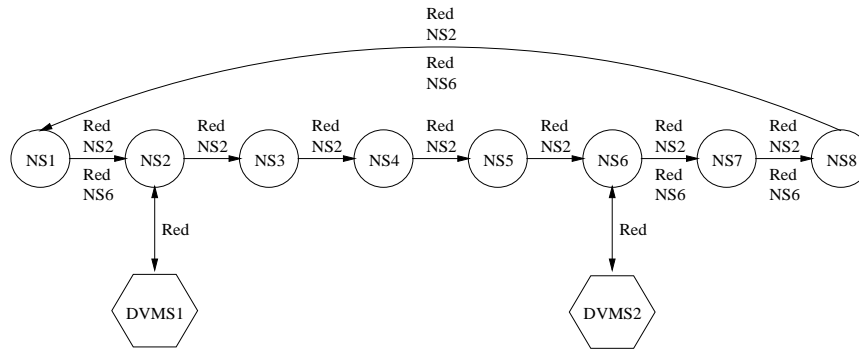 Red
NS2
Red
NS6
Red
NS2
Red
NS2
Red
NS2
Red
NS2
Red
NS2
Red
NS2
Red
NS2
NS1
NS2
NS3
NS4
NS5
NS6
NS7
NS8
Red
NS6
Red
NS6
Red
NS6
Red
Red
DVMS1
DVMS2